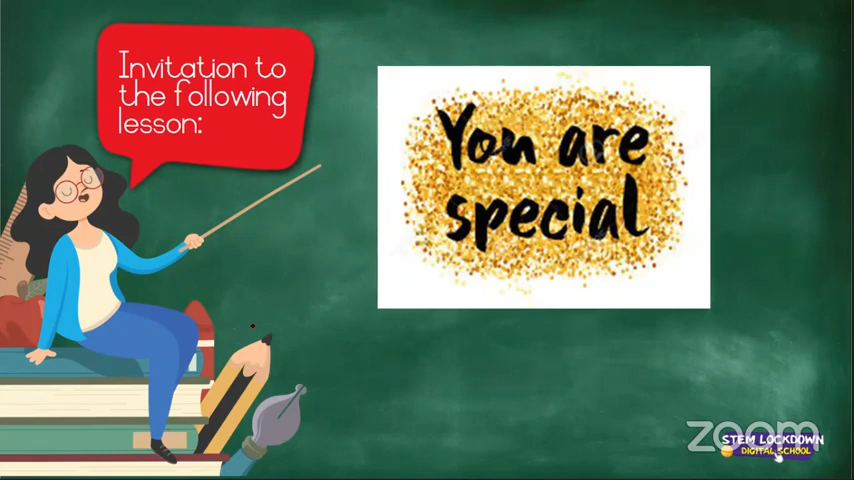 Invitation to
the following
lesson:
You are
special
zoom
STEM LOCKDOWN
DIGITAL SCHOOL